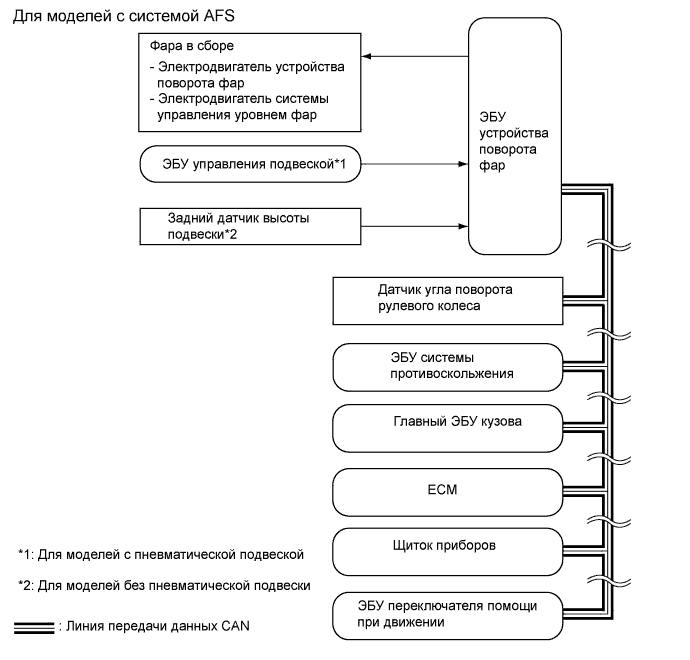 Для моделей с системой AFS
Фара в сборе
- Электродвигатель устройства
поворота фар
- Электродвигатель системы
управления уровнем фар
ЭБУ
устройства
поворота
фар
ЭБУ управления подвеской*1
Задний датчик высоты
подвески*2
Датчик угла поворота
рулевого колеса
ЭБУ системы
противоскольжения
Главный ЭБУ кузова
ECM
Щиток приборов
ЭБУ переключателя помощи
при движении
*1: Для моделей с пневматической подвеской
*2: Для моделей без пневматической подвески
: Линия передачи данных CAN